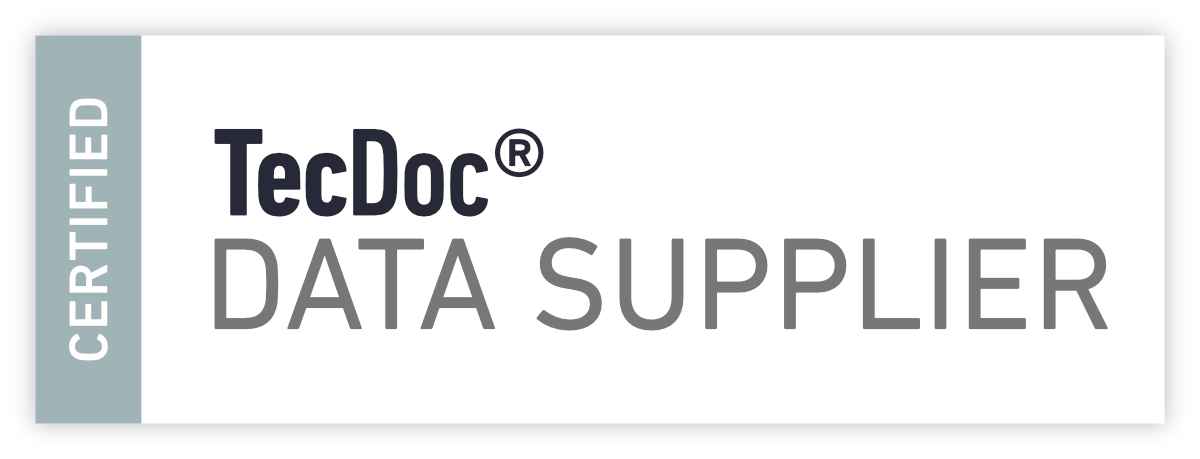 CERTIFIED
TecDoc®
DATA SUPPLIER